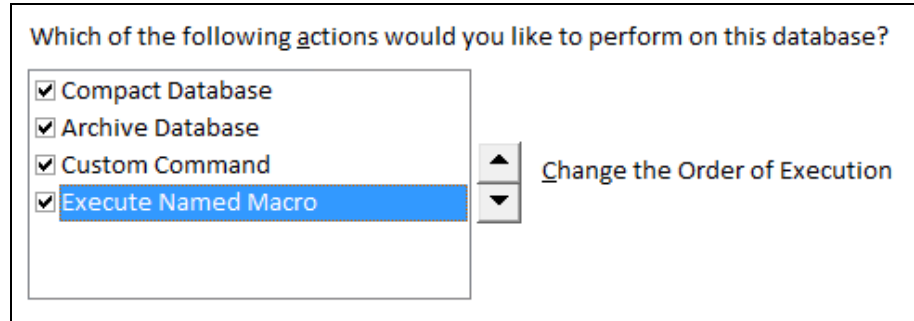 Which of the following actions would you like to perform on this database?
Compact Database
Archive Database
Custom Command
Execute Named Macro
Change the Order of Execution